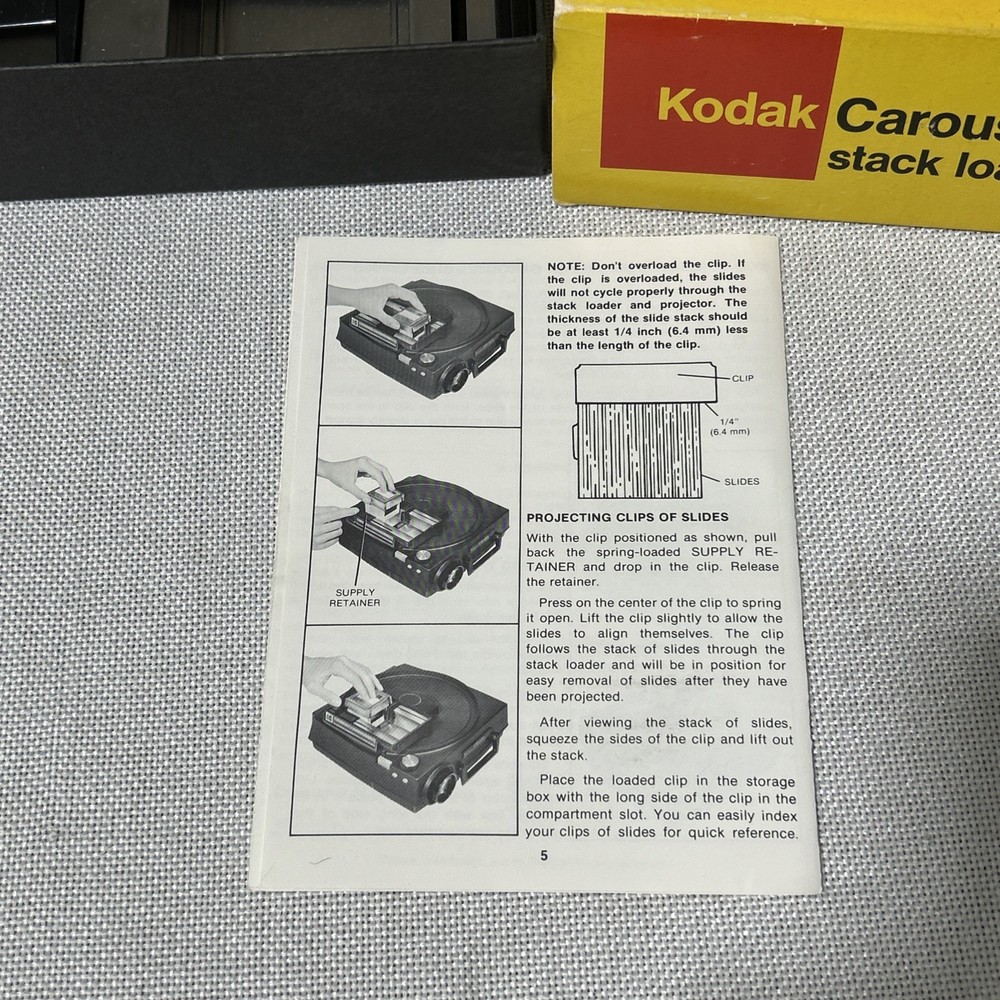 Kodak
stack
SUPPLY
RETAINER
NOTE: Don't overload the clip. If
the clip is overloaded, the slides
will not cycle properly through the
stack loader and projector. The
thickness of the slide stack should
be at least 1/4 inch (6.4 mm) less
than the length of the clip.
CLIP
1/4"
(6.4 mm)
SLIDES
PROJECTING CLIPS OF SLIDES
With the clip positioned as shown, pull
back the spring-loaded SUPPLY RE-
TAINER and drop in the clip. Release
the retainer.
Press on the center of the clip to spring
it open. Lift the clip slightly to allow the
slides to align themselves. The clip
follows the stack of slides through the
stack loader and will be in position for
easy removal of slides after they have
been projected.
After viewing the stack of slides,
squeeze the sides of the clip and lift out
the stack.
Place the loaded clip in the storage
box with the long side of the clip in the
compartment slot. You can easily index
your clips of slides for quick reference.
5